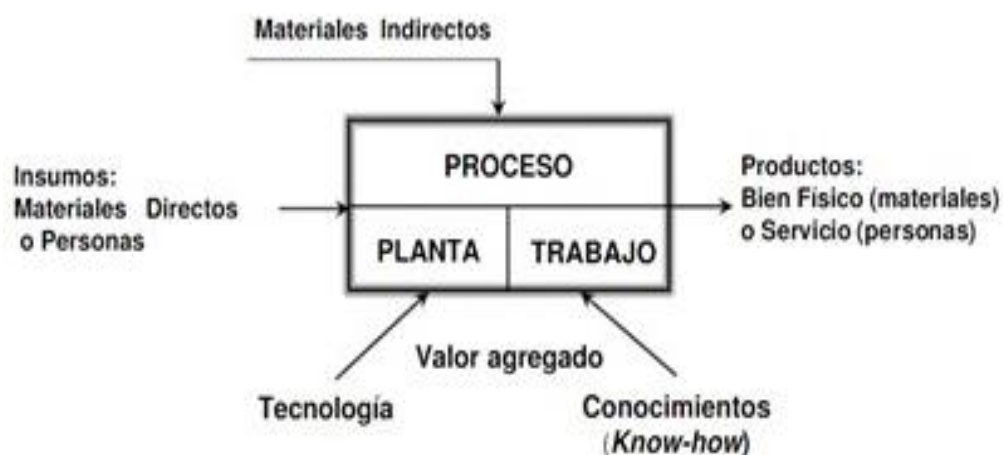 Materiales Indirectos
PROCESO
Insumos:
Materiales Directos
o Personas
Productos:
Bien Físico (materiales)
o Servicio (personas)
PLANTA
TRABAJO
Valor agregado
Tecnología
Conocimientos
(Know-how)